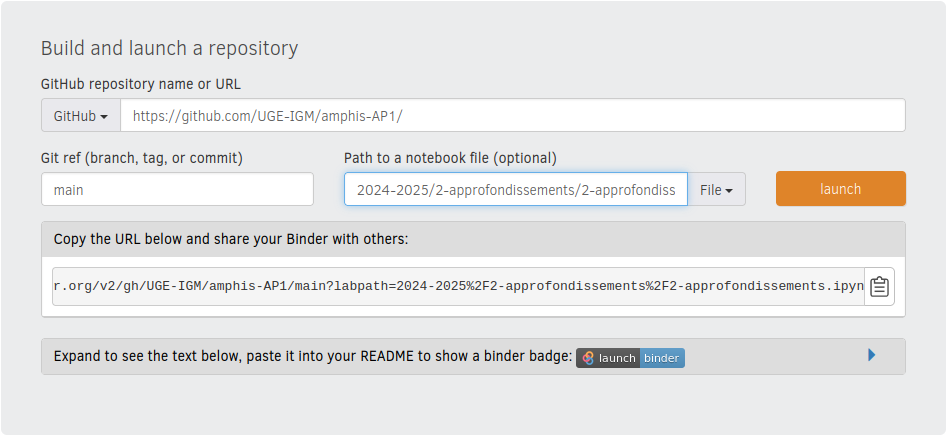 Build and launch a repository
GitHub repository name or URL
GitHub
https://github.com/UGE-IGM/amphis-AP1/
Git ref (branch, tag, or commit)
Path to a notebook file (optional)
main
2024-2025/2-approfondissements/2-approfondiss
File
launch
Copy the URL below and share your Binder with others:
r.org/v2/gh/UGE-IGM/amphis-AP1/main?labpath=2024-2025%2F2-approfondissements%2F2-approfondissements.ipyn
Expand to see the text below, paste it into your README to show a binder badge: launch binder